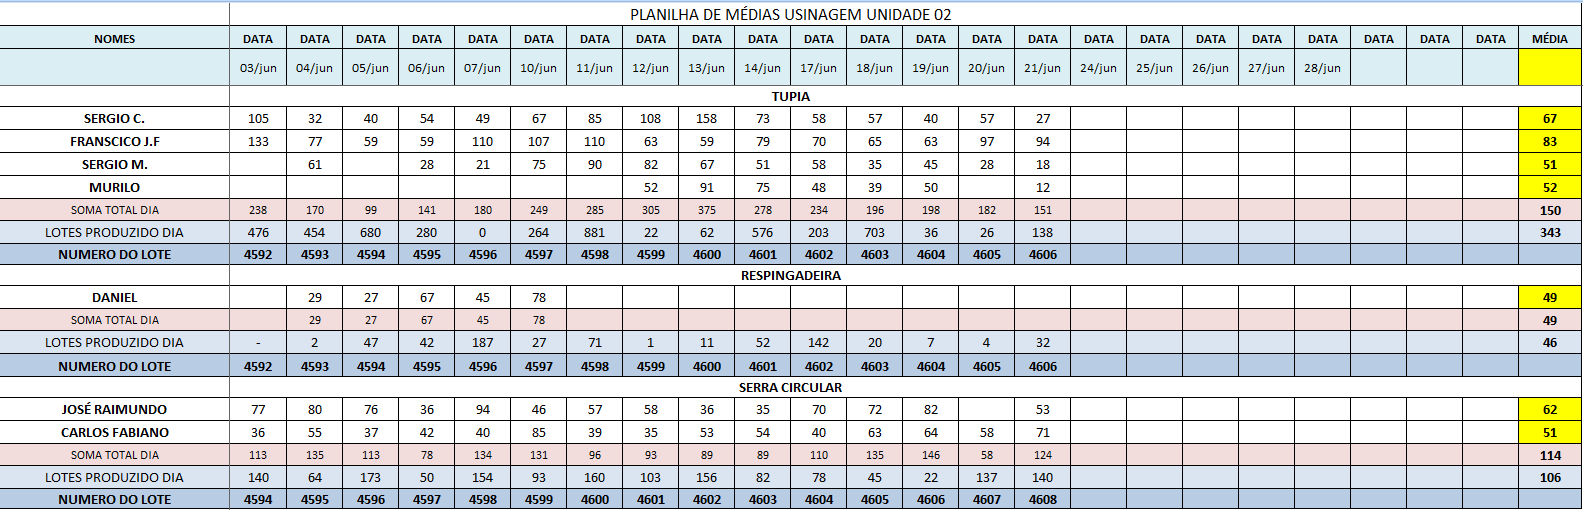 PLANILHA DE MÉDIAS USINAGEM UNIDADE 02
NOMES DATA DATA DATA DATA DATA DATA DATA DATA DATA DATA DATA DATA DATA DATA DATA DATA DATA DATA DATA DATA DATA DATA DATA MÉDIA
03/jun 04/jun 05/jun 06/jun 07/jun 10/jun 11/jun 12/jun 13/jun 14/jun 17/jun 18/jun 19/jun 20/jun 21/jun 24/jun 25/jun 26/jun 27/jun 28/jun
TUPIA
SERGIO C. 105 32 40 54 49 67 85 108 158 73 58 57 40 57 27 67
FRANSCICO J.F 133 77 59 59 110 107 110 63 59 79 70 65 63 97 94 83
SERGIO M. 61 28 21 75 90 82 67 51 58 35 45 28 18 51
MURILO 52 91 75 48 39 50 12 52
SOMA TOTAL DIA 238 170 99 141 180 249 285 305 375 278 234 196 198 182 151 150
LOTES PRODUZIDO DIA 476 454 680 280 0 264 881 22 62 576 203 703 36 26 138 343
NUMERO DO LOTE 4592 4593 4594 4595 4596 4597 4598 4599 4600 4601 4602 4603 4604 4605 4606
RESPINGADEIRA
DANIEL 29 27 67 45 78 49
SOMA TOTAL DIA 29 27 67 45 78 49
LOTES PRODUZIDO DIA - 2 47 42 187 27 71 1 11 52 142 20 7 4 32 46
NUMERO DO LOTE 4592 4593 4594 4595 4596 4597 4598 4599 4600 4601 4602 4603 4604 4605 4606
SERRA CIRCULAR
JOSÉ RAIMUNDO 77 80 76 36 94 46 57 58 36 35 70 72 82 53 62
CARLOS FABIANO 36 55 37 42 40 85 39 35 53 54 40 63 64 58 71 51
SOMA TOTAL DIA 113 135 113 78 134 131 96 93 89 89 110 135 146 58 124 114
LOTES PRODUZIDO DIA 140 64 173 50 154 93 160 103 156 82 78 45 22 137 140 106
NUMERO DO LOTE 4594 4595 4596 4597 4598 4599 4600 4601 4602 4603 4604 4605 4606 4607 4608